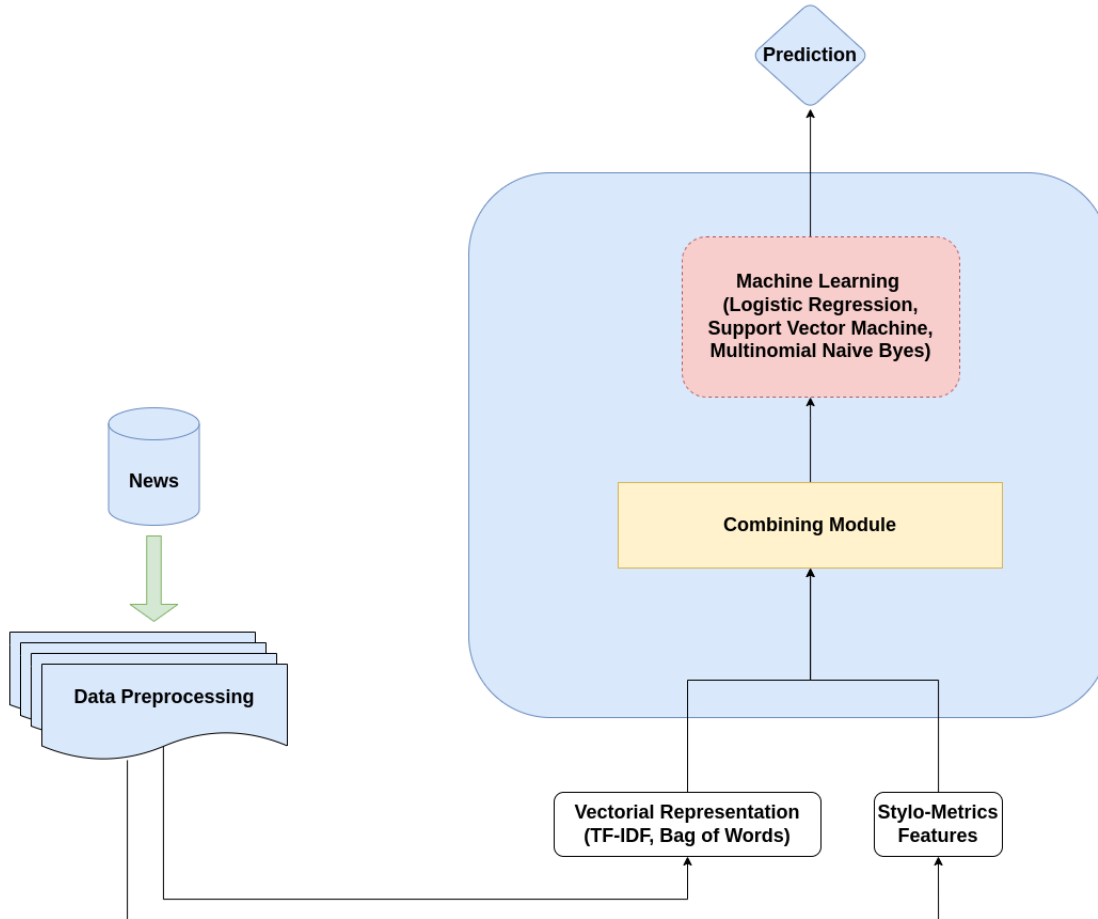 Prediction
Machine Learning
(Logistic Regression,
Support Vector Machine,
Multinomial Naive Byes)
News
Combining Module
Data Preprocessing
Vectorial Representation
(TF-IDF, Bag of Words)
Stylo-Metrics
Features